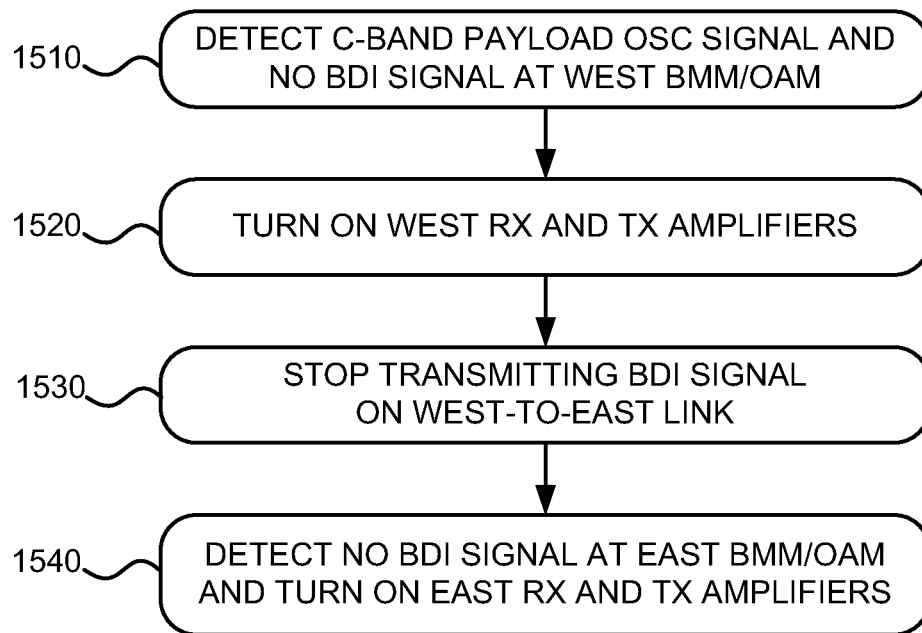 1510
DETECT C-BAND PAYLOAD OSC SIGNAL AND
NO BDI SIGNAL AT WEST BMM/OAM
1520
TURN ON WEST RX AND TX AMPLIFIERS
1530
STOP TRANSMITTING BDI SIGNAL
ON WEST-TO-EAST LINK
1540
DETECT NO BDI SIGNAL AT EAST BMM/OAM
AND TURN ON EAST RX AND TX AMPLIFIERS